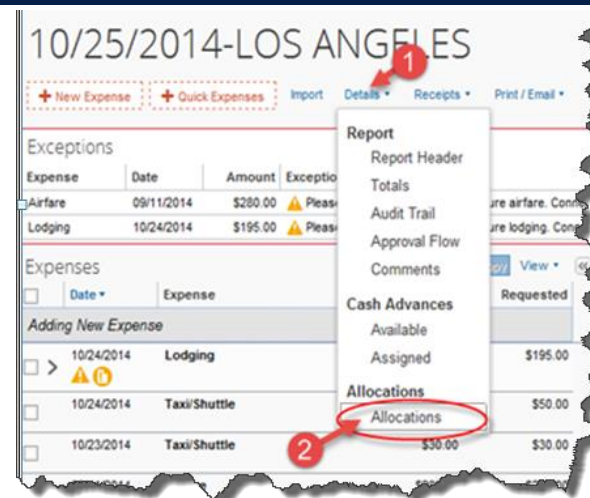 10/25/2014-LOS ANGELES
1
+ New Expense + Quick Expenses Import Details Receipts Print / Email
Exceptions
Expense Date Amount Exceptio
Airfare 09/11/2014 $280.00 Pleas ure airfare. Conn
Lodging 10/24/2014 $195.00 Pleas ure lodging. Conn
Report
Report Header
Totals
Audit Trail
Approval Flow
Comments
Cash Advances
Available
Assigned
Allocations
Allocations
2
Expenses View
Date Expense Requested
Adding New Expense
10/24/2014 Lodging $195.00
10/24/2014 Taxi/Shuttle $50.00
10/23/2014 Taxi/Shuttle $30.00 $30.00